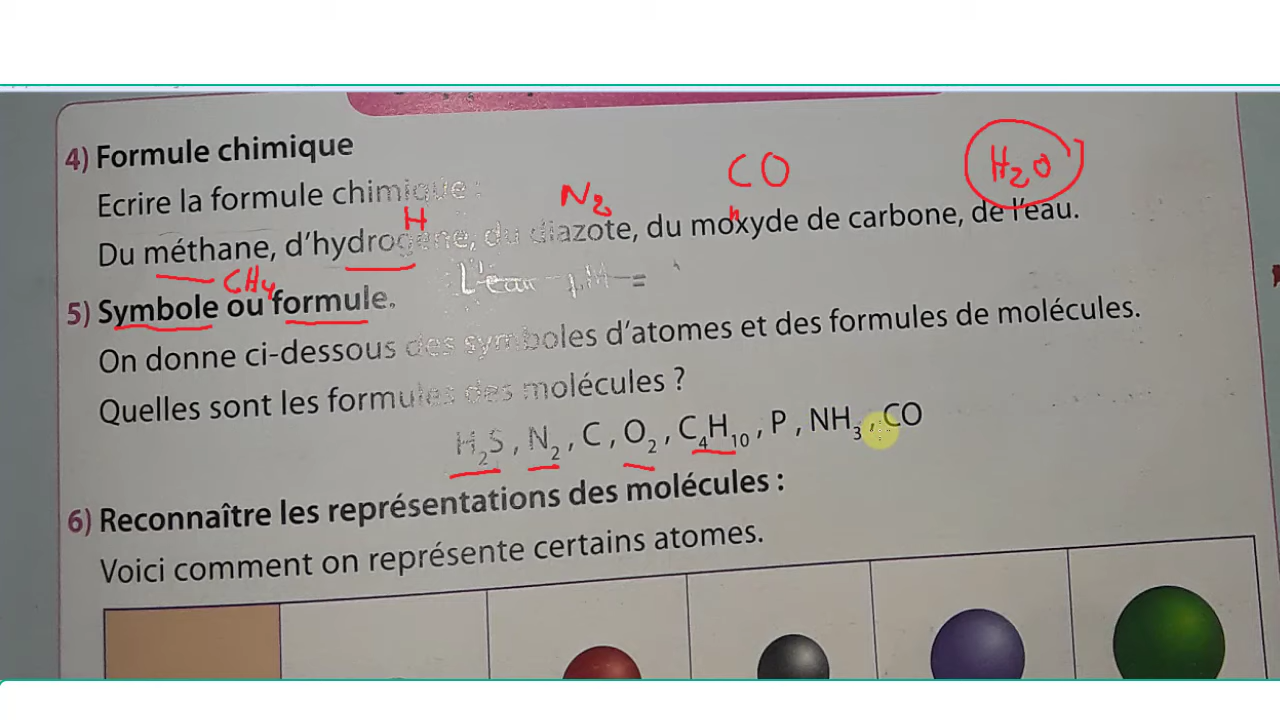 4) Formule chimique
H₂O
CO
N₂
Ecrire la formule chimique :
H
n
Du méthane, d'hydrogène, du diazote, du moxyde de carbone, de l'eau.
CH₄
L'eau
5) Symbole ou formule.
On donne ci-dessous des symboles d'atomes et des formules de molécules.
Quelles sont les formules des molécules ?
H₂S , N₂ , C , O₂ , C₄H₁₀ , P , NH₃ , CO
6) Reconnaître les représentations des molécules :
Voici comment on représente certains atomes.